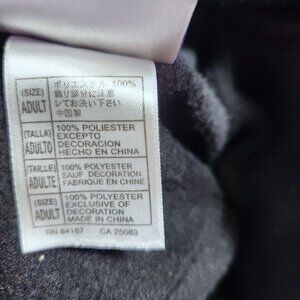 (SIZE) ADULT
ポリエステル 100%
飾り部分に注意
してお洗い下さい
中国製
(TALLA) ADULTO
100% POLIESTER
EXCEPTO
DECORACION
HECHO EN CHINA
(TAILLE) ADULTE
100% POLYESTER
SAUF DECORATION
FABRIQUE EN CHINE
(SIZE) ADULT
100% POLYESTER
EXCLUSIVE OF
DECORATION
MADE IN CHINA
RN 84167 CA 25083